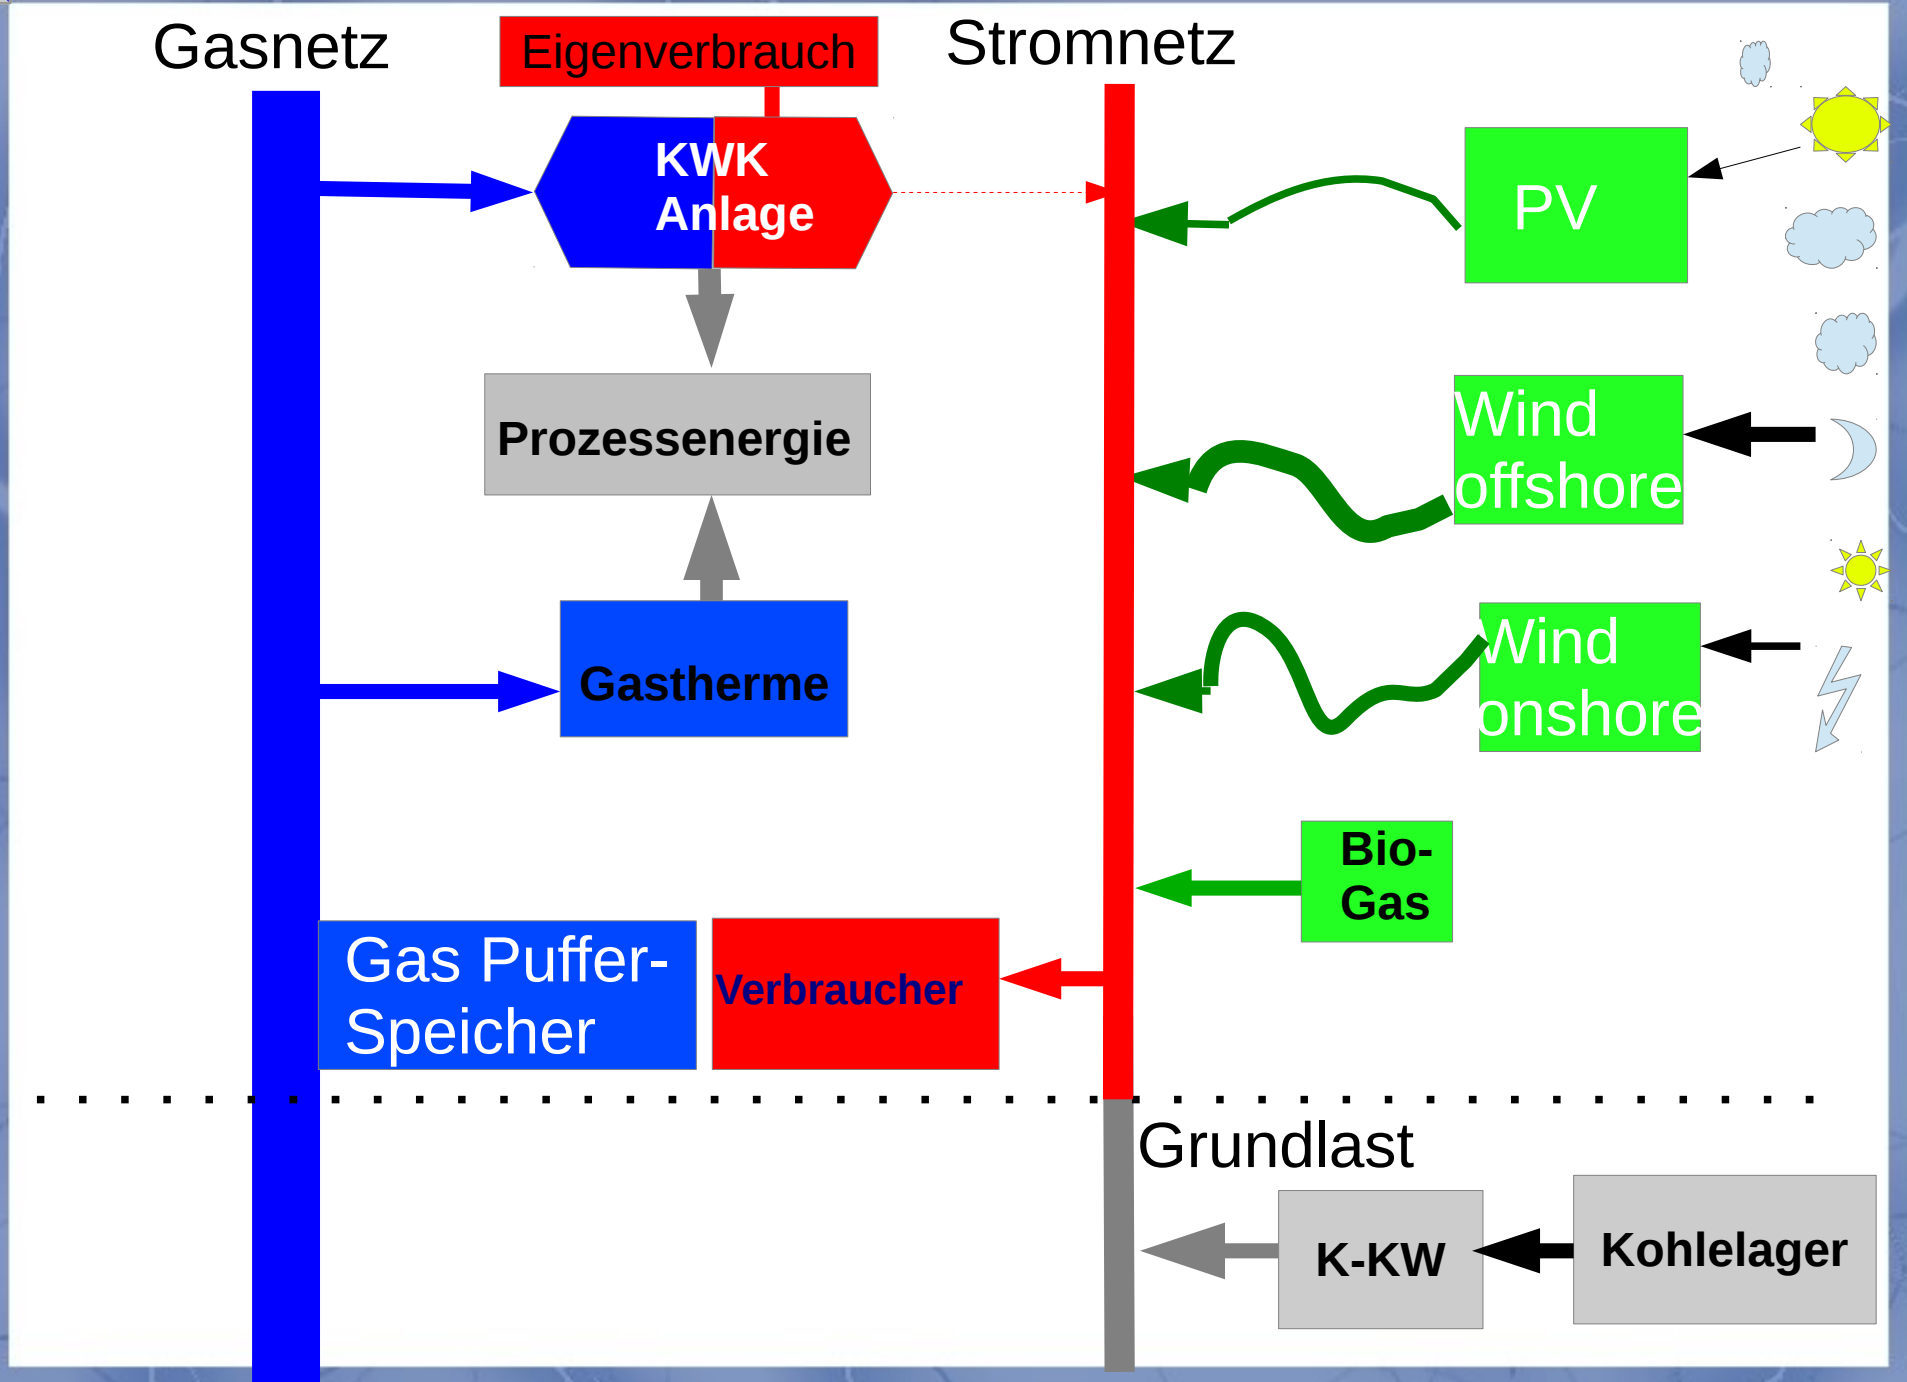 Gasnetz
Eigenverbrauch
Stromnetz
KWK
Anlage
PV
Prozessenergie
Wind
offshore
Gastherme
Wind
onshore
Bio-
Gas
Gas Puffer-
Speicher
Verbraucher
Grundlast
K-KW
Kohlelager